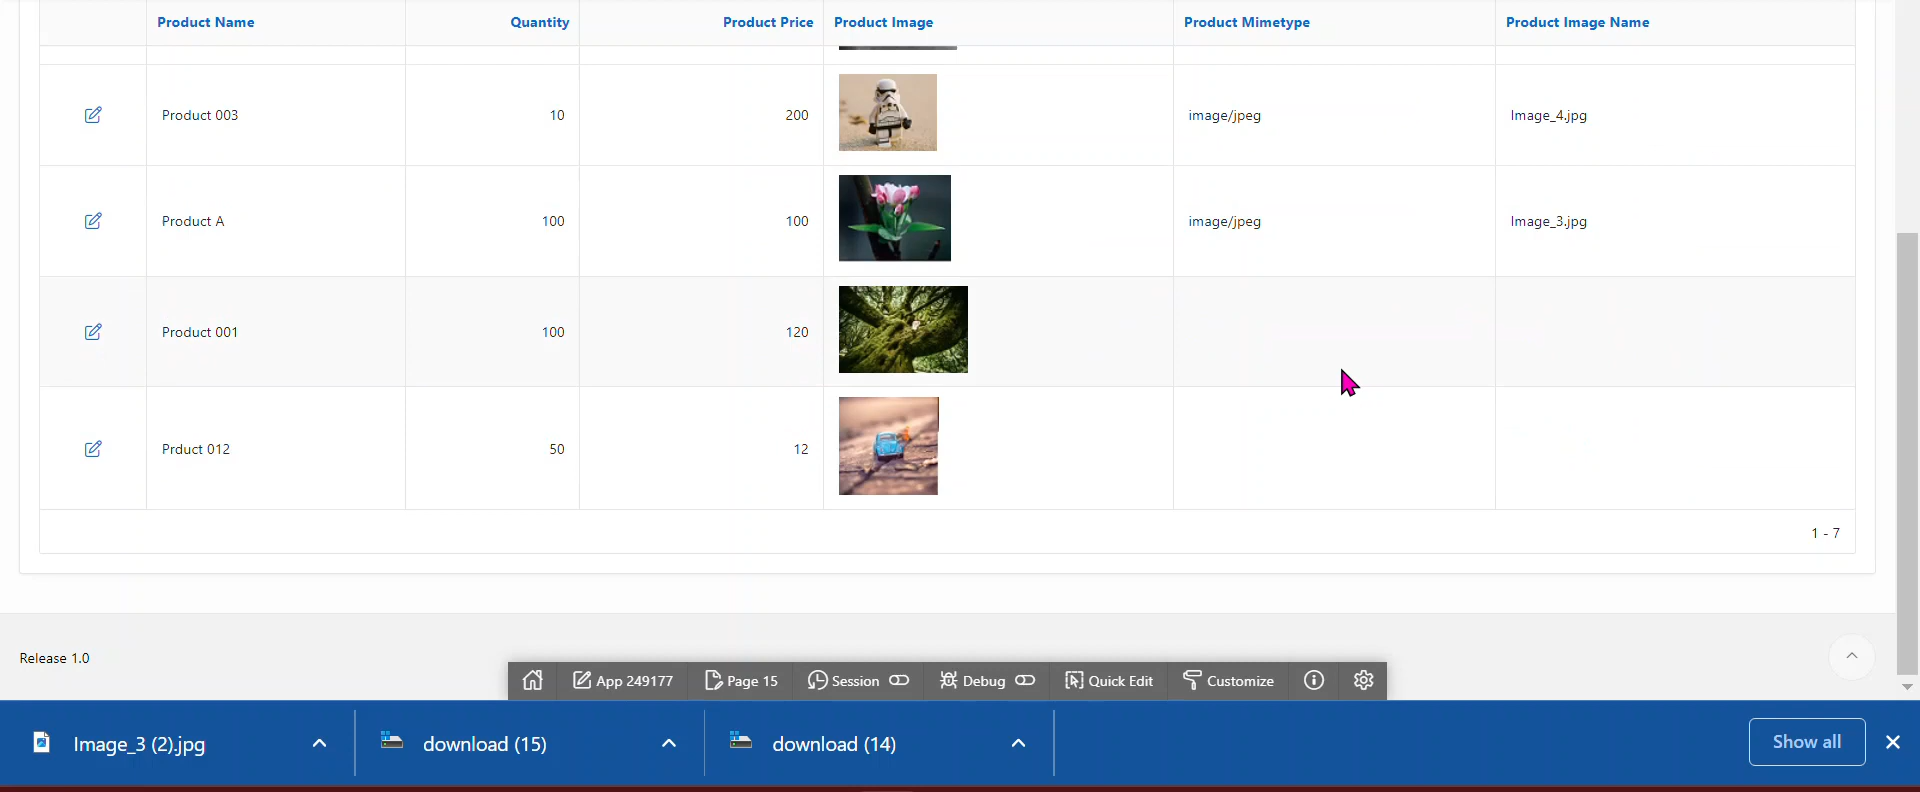 Product Name Quantity Product Price Product Image Product Mimetype Product Image Name
Product 003 10 200 image/jpeg Image_4.jpg
Product A 100 100 image/jpeg Image_3.jpg
Product 001 100 120
Prduct 012 50 12
1 - 7
Release 1.0
App 249177 Page 15 Session Debug Quick Edit Customize
Image_3 (2).jpg download (15) download (14) Show all